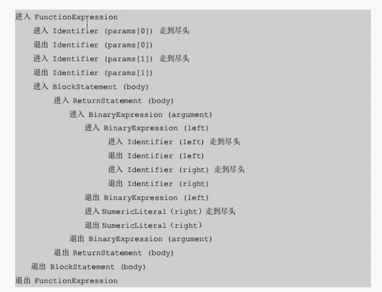 进入 FunctionExpression
进入 Identifier (params[0]) 走到尽头
退出 Identifier (params[0])
进入 Identifier (params[1]) 走到尽头
退出 Identifier (params[1])
进入 BlockStatement (body)
进入 ReturnStatement (body)
进入 BinaryExpression (argument)
进入 BinaryExpression (left)
进入 Identifier (left) 走到尽头
退出 Identifier (left)
进入 Identifier (right) 走到尽头
退出 Identifier (right)
退出 BinaryExpression (left)
进入 NumericLiteral (right) 走到尽头
退出 NumericLiteral (right)
退出 BinaryExpression (argument)
退出 ReturnStatement (body)
退出 BlockStatement (body)
退出 FunctionExpression